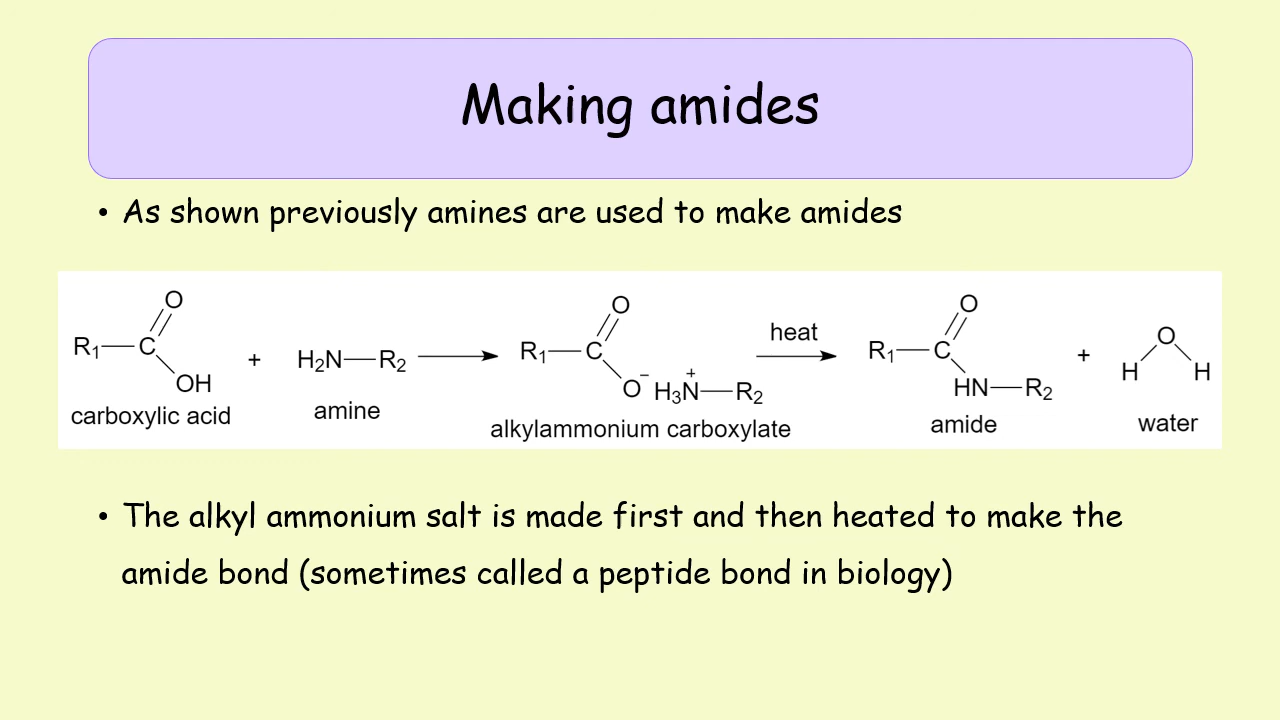 Making amides
• As shown previously amines are used to make amides
O O heat O
R₁ C + H₂N R₂ R₁ C R₁ C + O
OH O⁻ H₃N⁺ R₂ HN R₂ H H
carboxylic acid amine alkylammonium carboxylate amide water
• The alkyl ammonium salt is made first and then heated to make the
amide bond (sometimes called a peptide bond in biology)